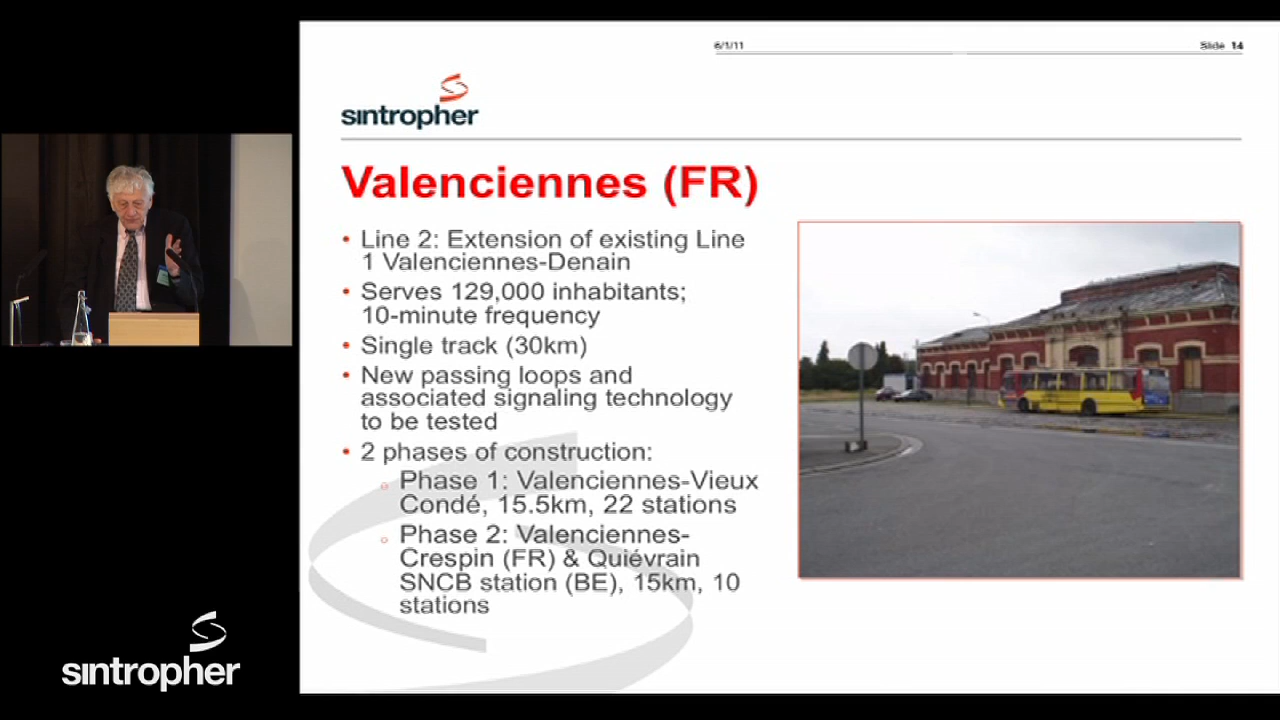 6/1/11 Slide 14
sintropher
Valenciennes (FR)
• Line 2: Extension of existing Line
1 Valenciennes-Denain
• Serves 129,000 inhabitants;
10-minute frequency
• Single track (30km)
• New passing loops and
associated signaling technology
to be tested
• 2 phases of construction:
○ Phase 1: Valenciennes-Vieux
Condé, 15.5km, 22 stations
○ Phase 2: Valenciennes-
Crespin (FR) & Quiévrain
SNCB station (BE), 15km, 10
stations
sintropher